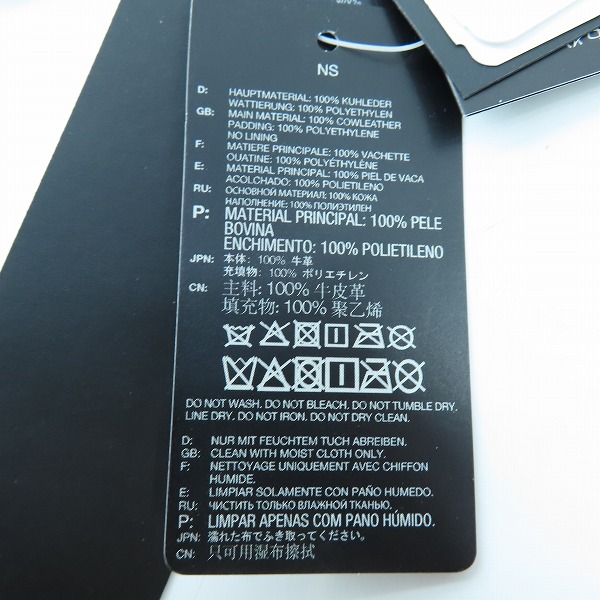 NS
D: HAUPTMATERIAL: 100% KUHLEDER
WATTIERUNG: 100% POLYETHYLEN
GB: MAIN MATERIAL: 100% COWLEATHER
PADDING: 100% POLYETHYLENE
NO LINING
F: MATIERE PRINCIPALE: 100% VACHETTE
OUATINE: 100% POLYÉTHYLÉNE
E: MATERIAL PRINCIPAL: 100% PIEL DE VACA
ACOLCHADO: 100% POLIETILENO
RU: ОСНОВНОЙ МАТЕРИАЛ: 100% КОЖА
НАПОЛНЕНИЕ: 100% ПОЛИЭТИЛЕН
P: MATERIAL PRINCIPAL: 100% PELE
BOVINA
ENCHIMENTO: 100% POLIETILENO
JPN: 本体: 100% 牛革
充填物: 100% ポリエチレン
CN: 主料: 100% 牛皮革
填充物: 100% 聚乙烯
DO NOT WASH. DO NOT BLEACH. DO NOT TUMBLE DRY.
LINE DRY. DO NOT IRON. DO NOT DRY CLEAN.
D: NUR MIT FEUCHTEM TUCH ABREIBEN.
GB: CLEAN WITH MOIST CLOTH ONLY.
F: NETTOYAGE UNIQUEMENT AVEC CHIFFON
HUMIDE.
E: LIMPIAR SOLAMENTE CON PAÑO HUMEDO.
RU: ЧИСТИТЬ ТОЛЬКО ВЛАЖНОЙ ТКАНЬЮ.
P: LIMPAR APENAS COM PANO HÚMIDO.
JPN: 濡れた布でふき取ってください。
CN: 只可用湿布擦拭